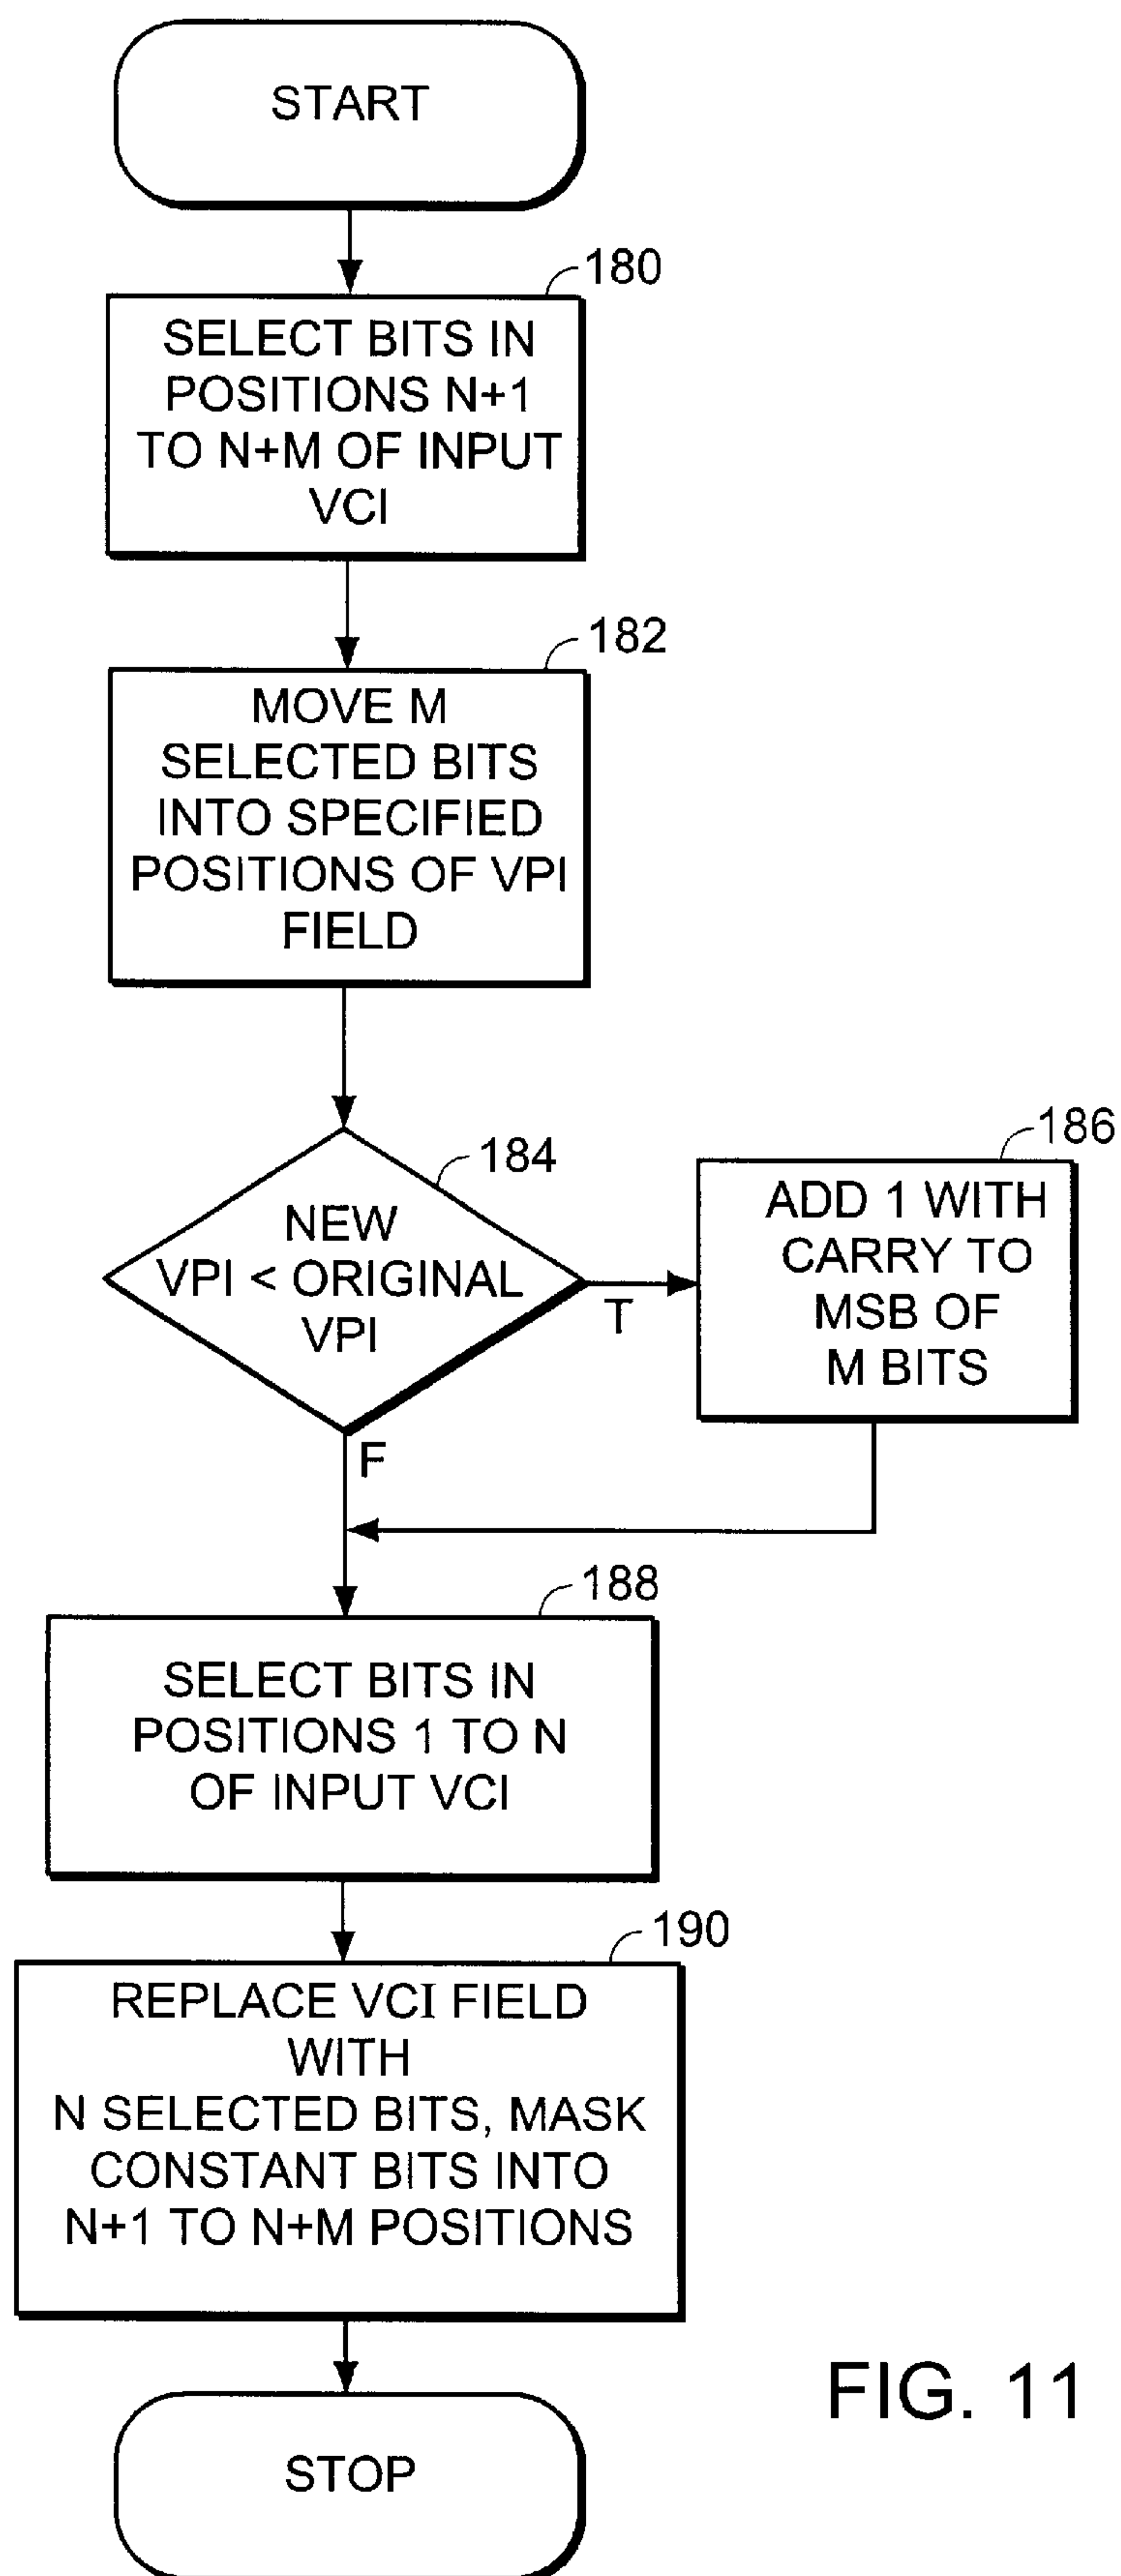 START
180
SELECT BITS IN
POSITIONS N+1
TO N+M OF INPUT
VCI
182
MOVE M
SELECTED BITS
INTO SPECIFIED
POSITIONS OF VPI
FIELD
184
NEW
VPI < ORIGINAL
VPI
T
F
186
ADD 1 WITH
CARRY TO
MSB OF
M BITS
188
SELECT BITS IN
POSITIONS 1 TO N
OF INPUT VCI
190
REPLACE VCI FIELD
WITH
N SELECTED BITS, MASK
CONSTANT BITS INTO
N+1 TO N+M POSITIONS
STOP
FIG. 11